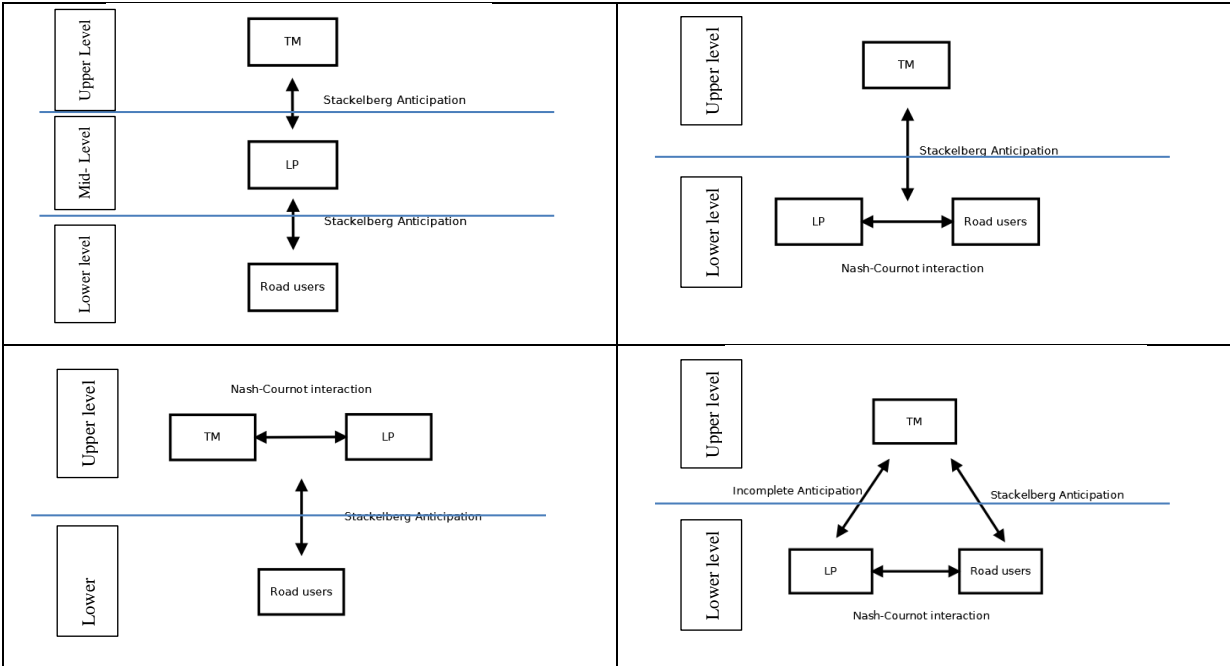 Upper Level
TM
Stackelberg Anticipation
Mid- Level
LP
Stackelberg Anticipation
Lower level
Road users
Upper level
TM
Stackelberg Anticipation
Lower level
LP
Road users
Nash-Cournot interaction
Upper level
Nash-Cournot interaction
TM
LP
Stackelberg Anticipation
Lower
Road users
Upper level
TM
Incomplete Anticipation
Stackelberg Anticipation
Lower level
LP
Road users
Nash-Cournot interaction